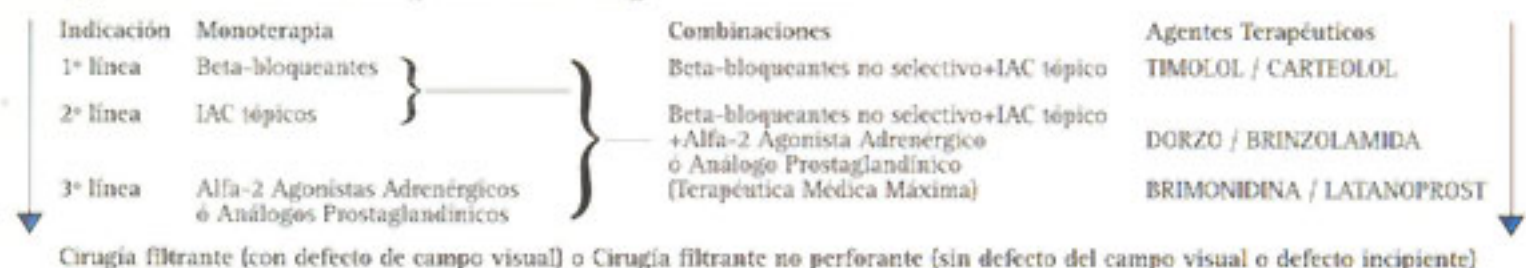 Indicación Monoterapia Combinaciones Agentes Terapéuticos
1ª línea Beta-bloqueantes Beta-bloqueantes no selectivo+IAC tópico TIMOLOL / CARTEOLOL
2ª línea IAC tópicos Beta-bloqueantes no selectivo+IAC tópico
+Alfa-2 Agonista Adrenérgico DORZO / BRINZOLAMIDA
ó Análogo Prostaglandínico
3ª línea Alfa-2 Agonistas Adrenérgicos (Terapéutica Médica Máxima) BRIMONIDINA / LATANOPROST
ó Análogos Prostaglandínicos
Cirugía filtrante (con defecto de campo visual) o Cirugía filtrante no perforante (sin defecto del campo visual o defecto incipiente)